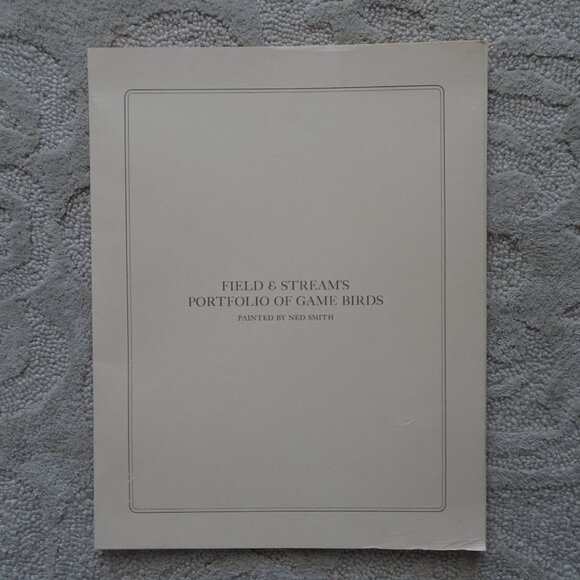 FIELD & STREAM'S
PORTFOLIO OF GAME BIRDS
PAINTED BY NED SMITH